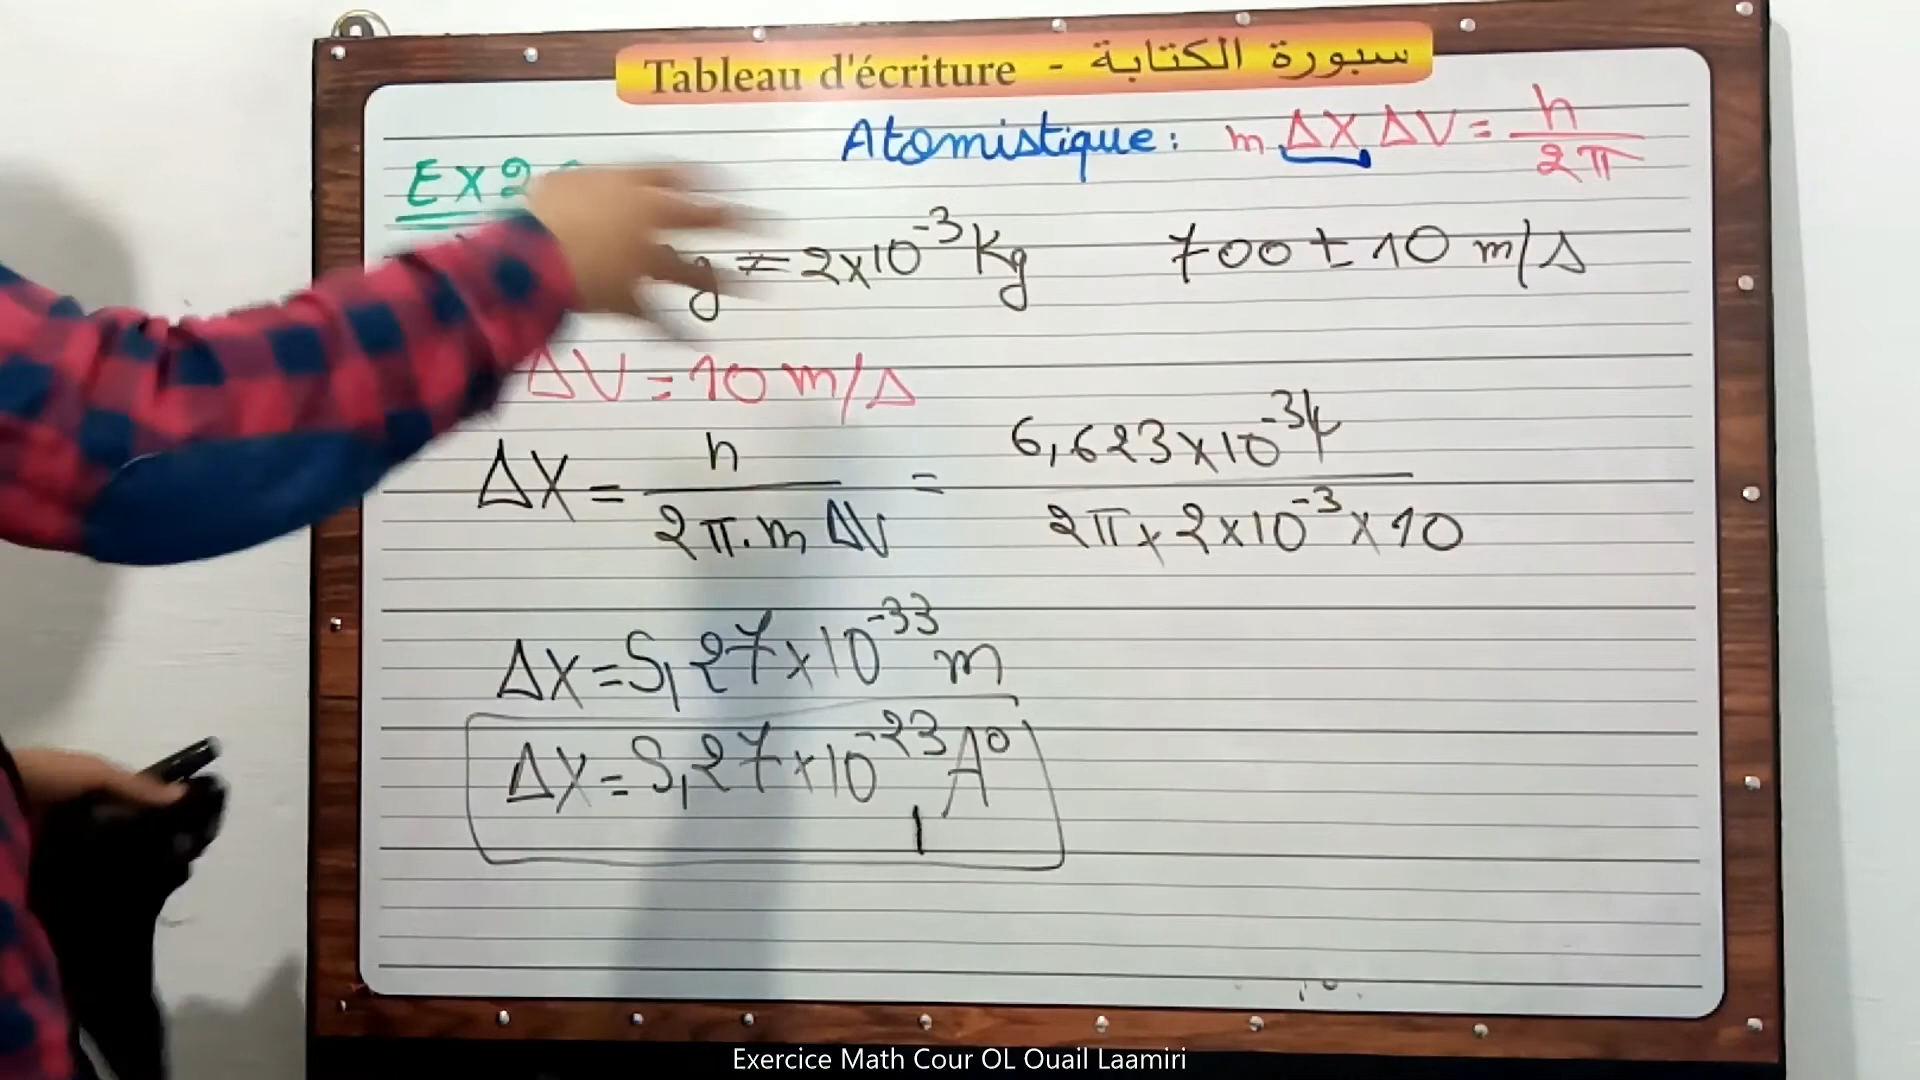 Tableau d'écriture - سبورة الكتابة
Atomistique : m ΔX ΔV = h / 2π
EX2
g = 2x10⁻³ Kg 700 ± 10 m/s
ΔV = 10 m/s
ΔX = h / 2π.m ΔV = 6,623x10⁻³⁴ / 2π x 2x10⁻³ x 10
ΔX = 5,27x10⁻³³ m
ΔX = 5,27x10⁻²³ A°
Exercice Math Cour OL Ouail Laamiri